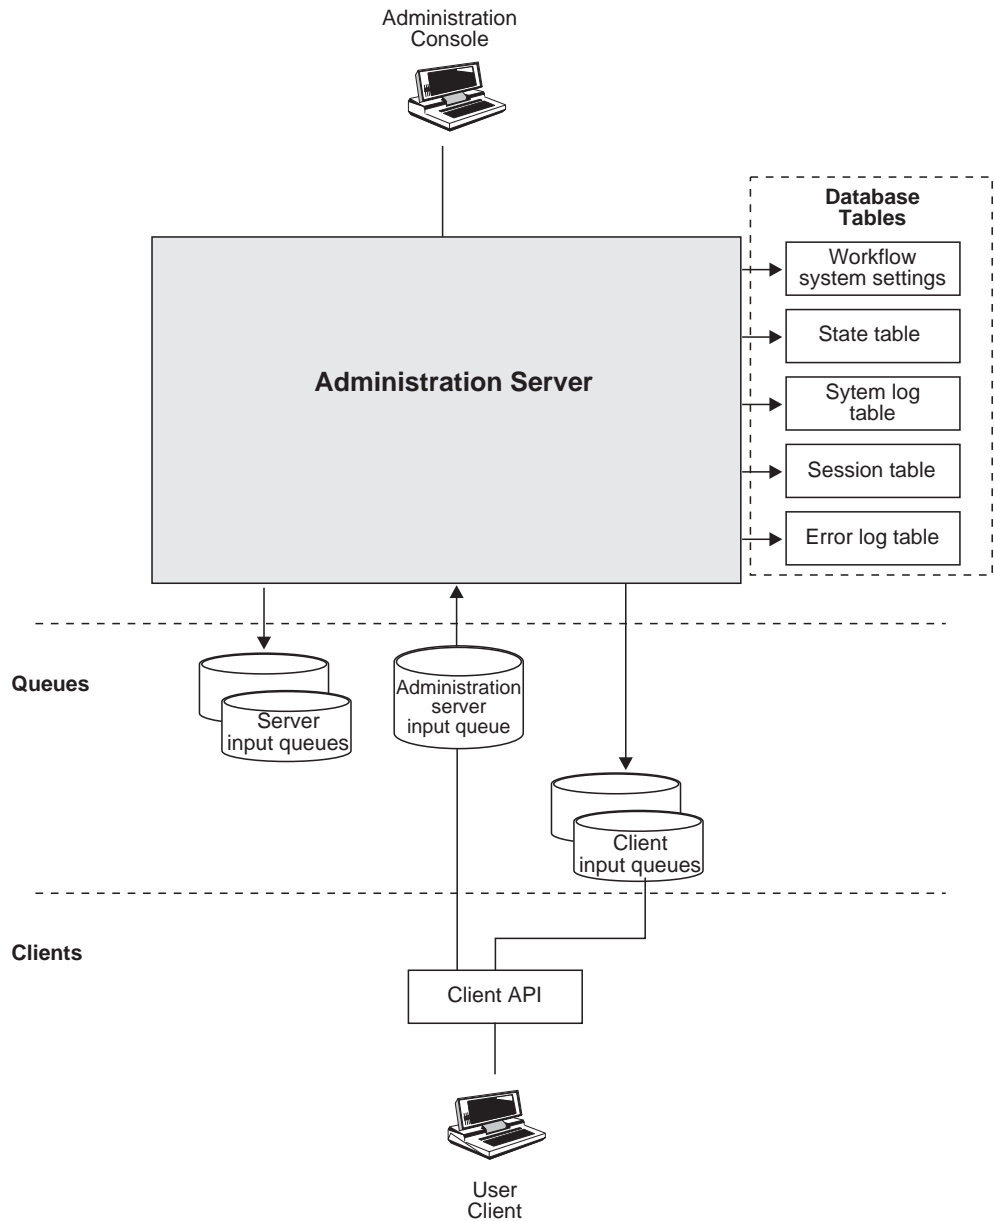 Administration
Console
Database
Tables
Workflow
system settings
State table
Administration Server
Sytem log
table
Session table
Error log table
Queues
Server
input queues
Administration
server
input queue
Client
input queues
Clients
Client API
User
Client